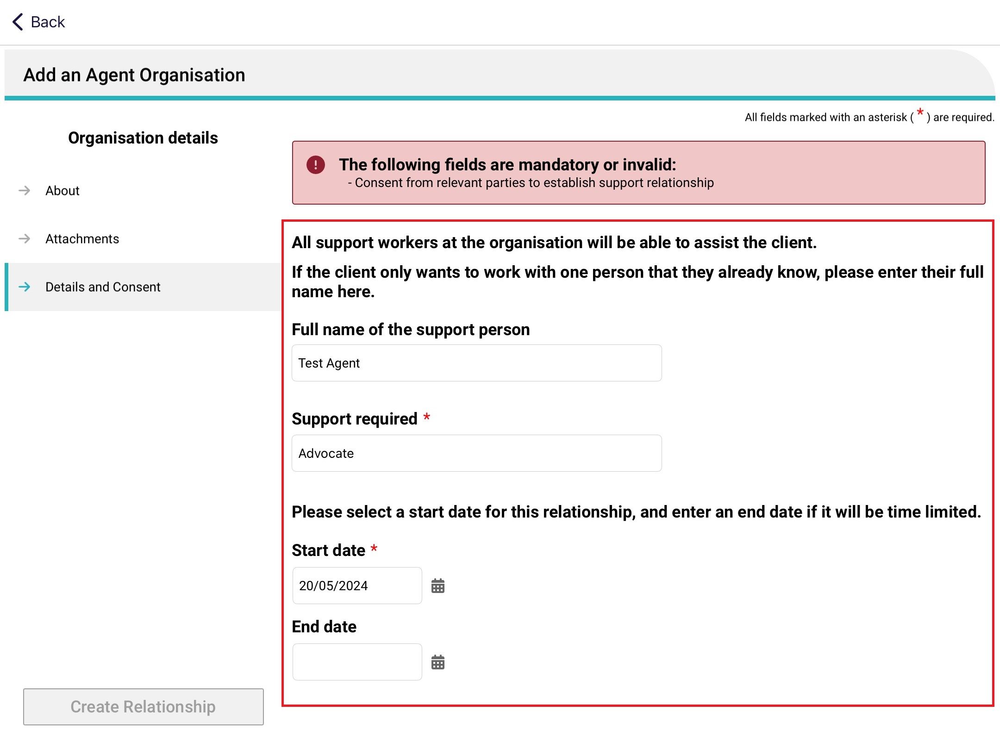 Back
Add an Agent Organisation
All fields marked with an asterisk ( * ) are required.
Organisation details
About
Attachments
Details and Consent
The following fields are mandatory or invalid:
- Consent from relevant parties to establish support relationship
All support workers at the organisation will be able to assist the client.
If the client only wants to work with one person that they already know, please enter their full
name here.
Full name of the support person
Test Agent
Support required *
Advocate
Please select a start date for this relationship, and enter an end date if it will be time limited.
Start date *
20/05/2024
End date
Create Relationship